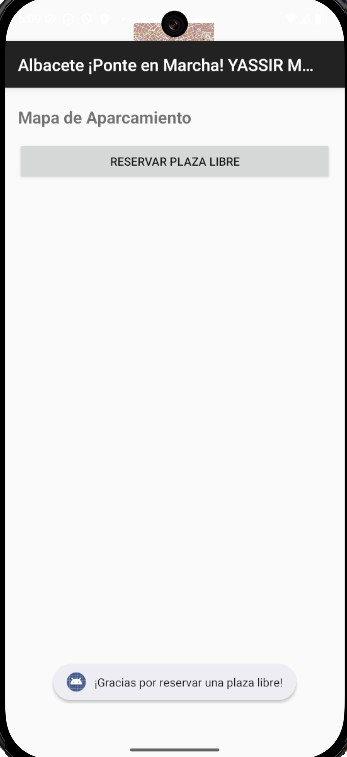 Albacete ¡Ponte en Marcha! YASSIR M...
Mapa de Aparcamiento
RESERVAR PLAZA LIBRE
¡Gracias por reservar una plaza libre!